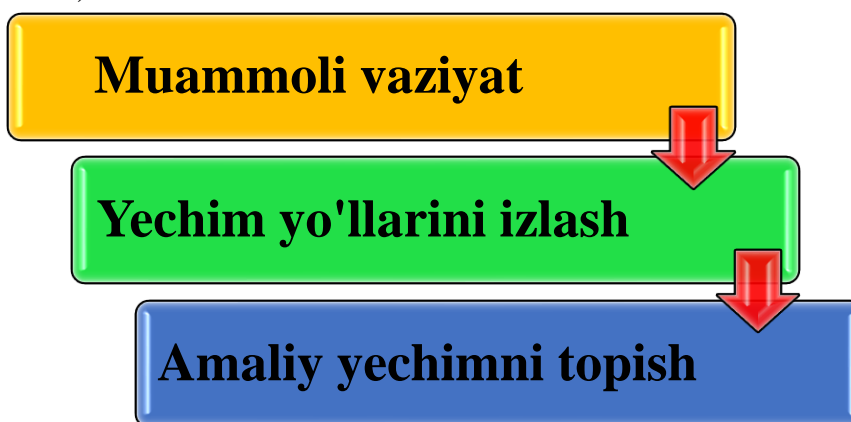 Muammoli vaziyat
Yechim yo'llarini izlash
Amaliy yechimni topish